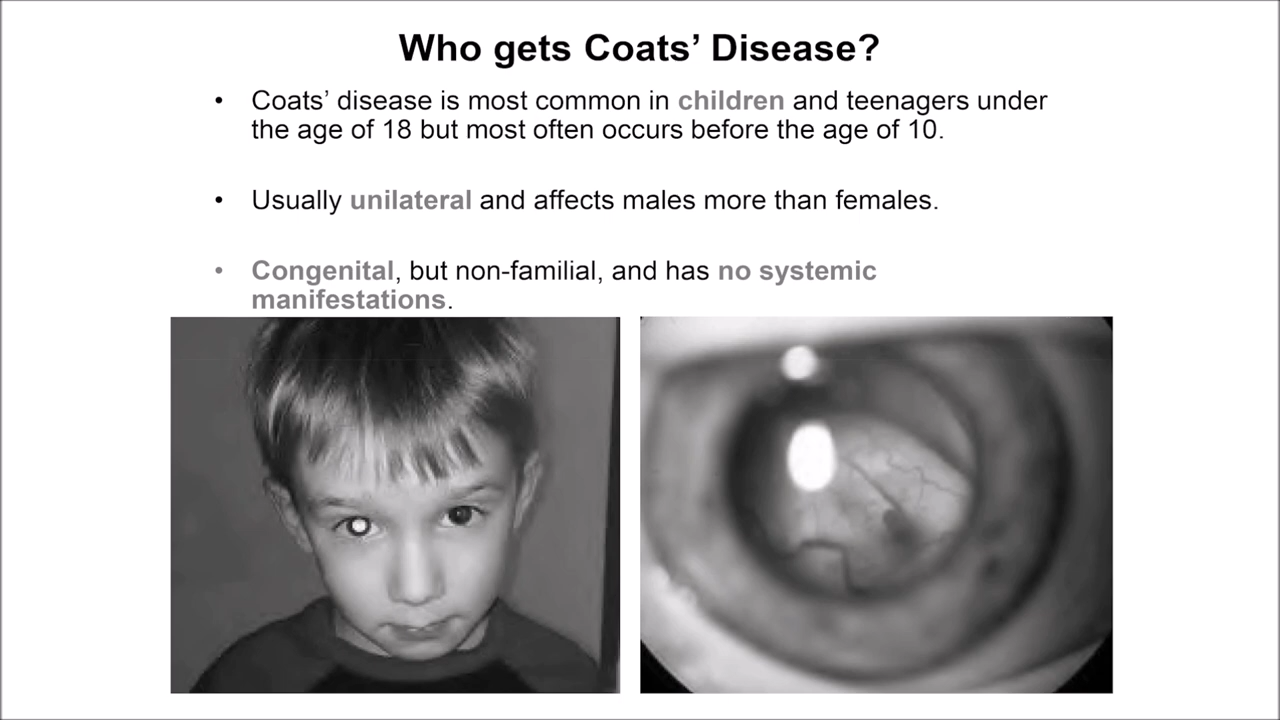 Who gets Coats’ Disease?
• Coats’ disease is most common in children and teenagers under
the age of 18 but most often occurs before the age of 10.
• Usually unilateral and affects males more than females.
• Congenital, but non-familial, and has no systemic
manifestations.